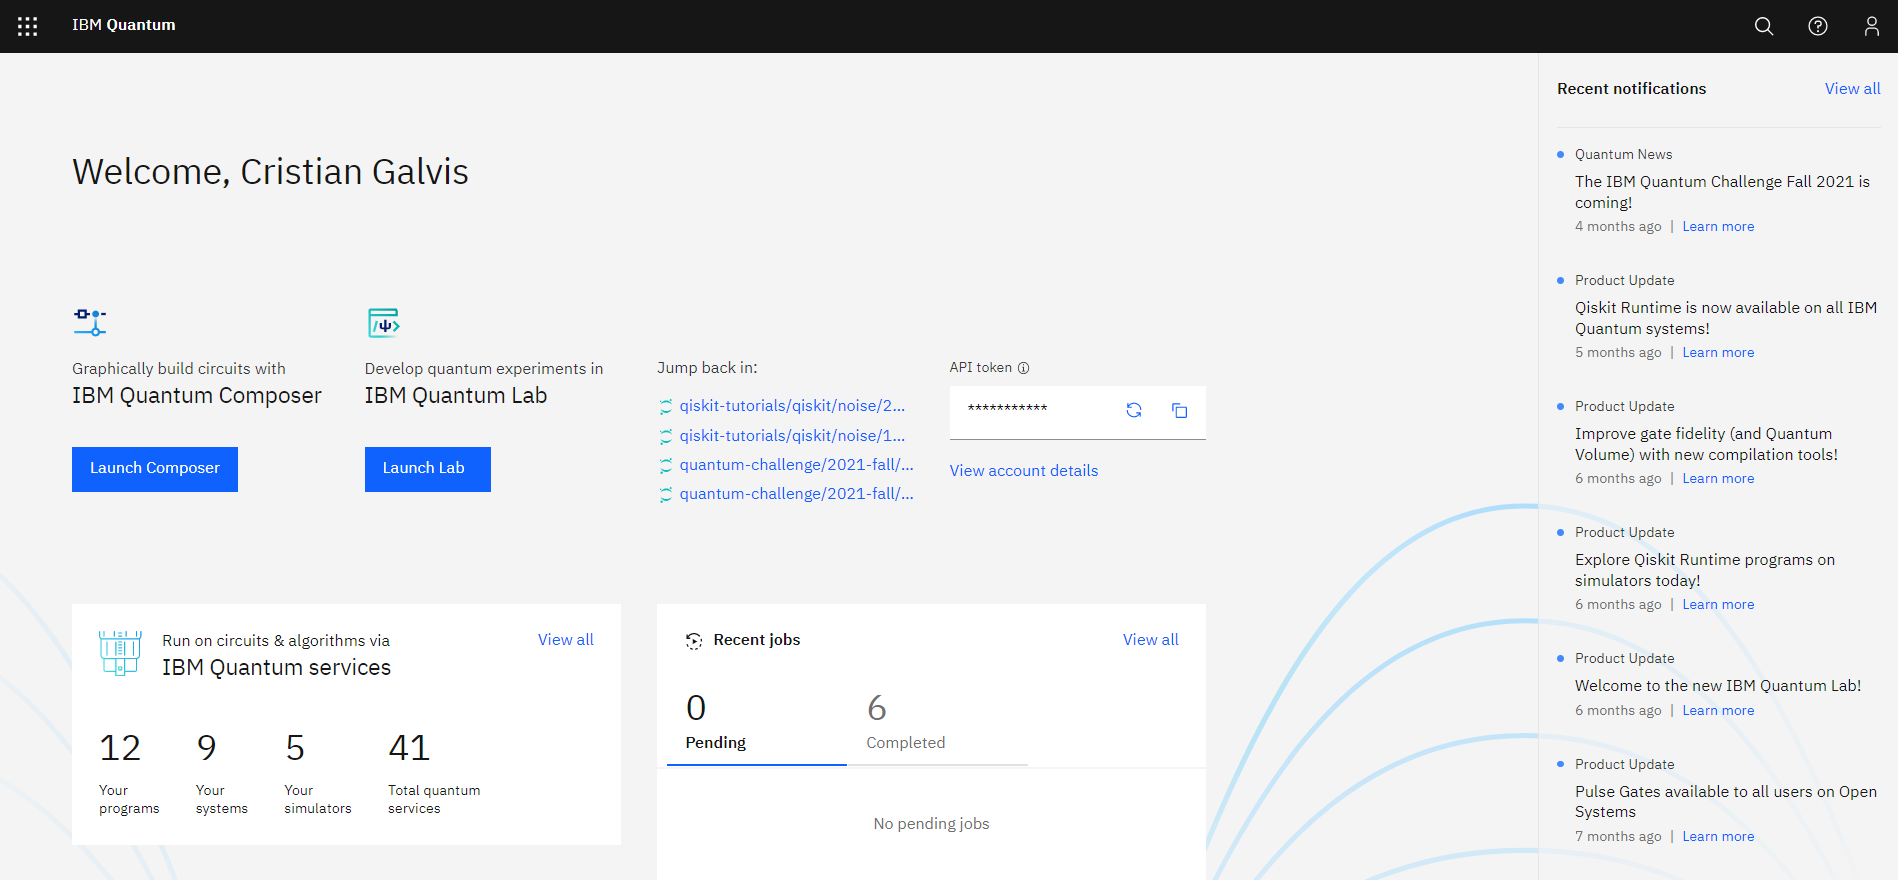 IBM Quantum
Welcome, Cristian Galvis
Graphically build circuits with
IBM Quantum Composer
Launch Composer
Develop quantum experiments in
IBM Quantum Lab
Launch Lab
Jump back in:
qiskit-tutorials/qiskit/noise/2...
qiskit-tutorials/qiskit/noise/1...
quantum-challenge/2021-fall/...
quantum-challenge/2021-fall/...
API token
***********
View account details
Run on circuits & algorithms via
IBM Quantum services
View all
12
Your
programs
9
Your
systems
5
Your
simulators
41
Total quantum
services
Recent jobs
View all
0
Pending
6
Completed
No pending jobs
Recent notifications
View all
Quantum News
The IBM Quantum Challenge Fall 2021 is
coming!
4 months ago | Learn more
Product Update
Qiskit Runtime is now available on all IBM
Quantum systems!
5 months ago | Learn more
Product Update
Improve gate fidelity (and Quantum
Volume) with new compilation tools!
6 months ago | Learn more
Product Update
Explore Qiskit Runtime programs on
simulators today!
6 months ago | Learn more
Product Update
Welcome to the new IBM Quantum Lab!
6 months ago | Learn more
Product Update
Pulse Gates available to all users on Open
Systems
7 months ago | Learn more